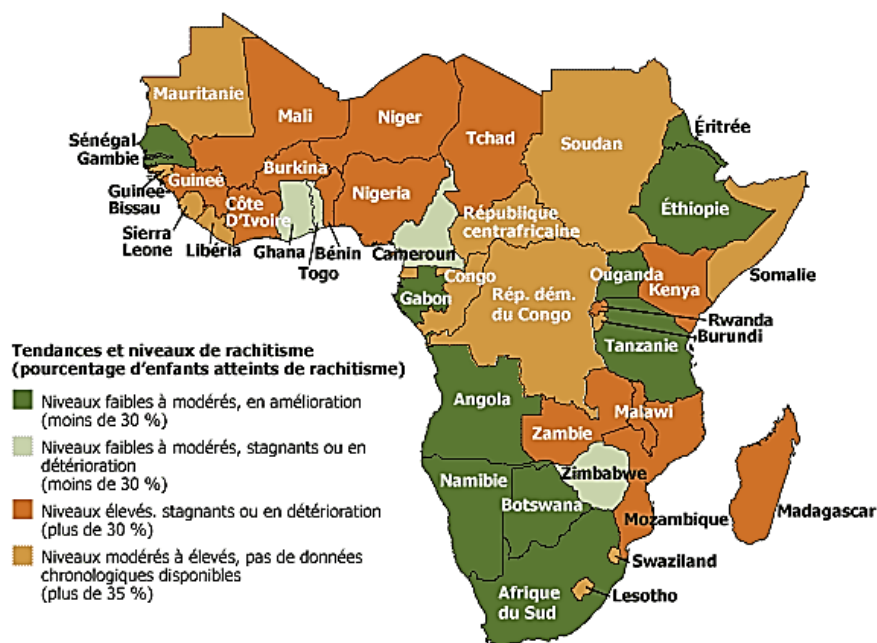 Mauritanie
Mali
Niger
Tchad
Soudan
Éritrée
Sénégal
Gambie
Burkina
Guineé
Nigeria
Guineé-
Bissau
Côte
D'Ivoire
République
centrafricaine
Éthiopie
Sierra
Leone
Libéria
Ghana
Togo
Bénin
Cameroun
Congo
Gabon
Rép. dém.
du Congo
Ouganda
Kenya
Somalie
Rwanda
Burundi
Tanzanie
Tendances et niveaux de rachitisme
(pourcentage d'enfants atteints de rachitisme)
Niveaux faibles à modérés, en amélioration
(moins de 30 %)
Niveaux faibles à modérés, stagnants ou en
détérioration
(moins de 30 %)
Niveaux élevés. stagnants ou en détérioration
(plus de 30 %)
Niveaux modérés à élevés, pas de données
chronologiques disponibles
(plus de 35 %)
Angola
Malawi
Zambie
Zimbabwe
Namibie
Botswana
Mozambique
Madagascar
Swaziland
Lesotho
Afrique
du Sud